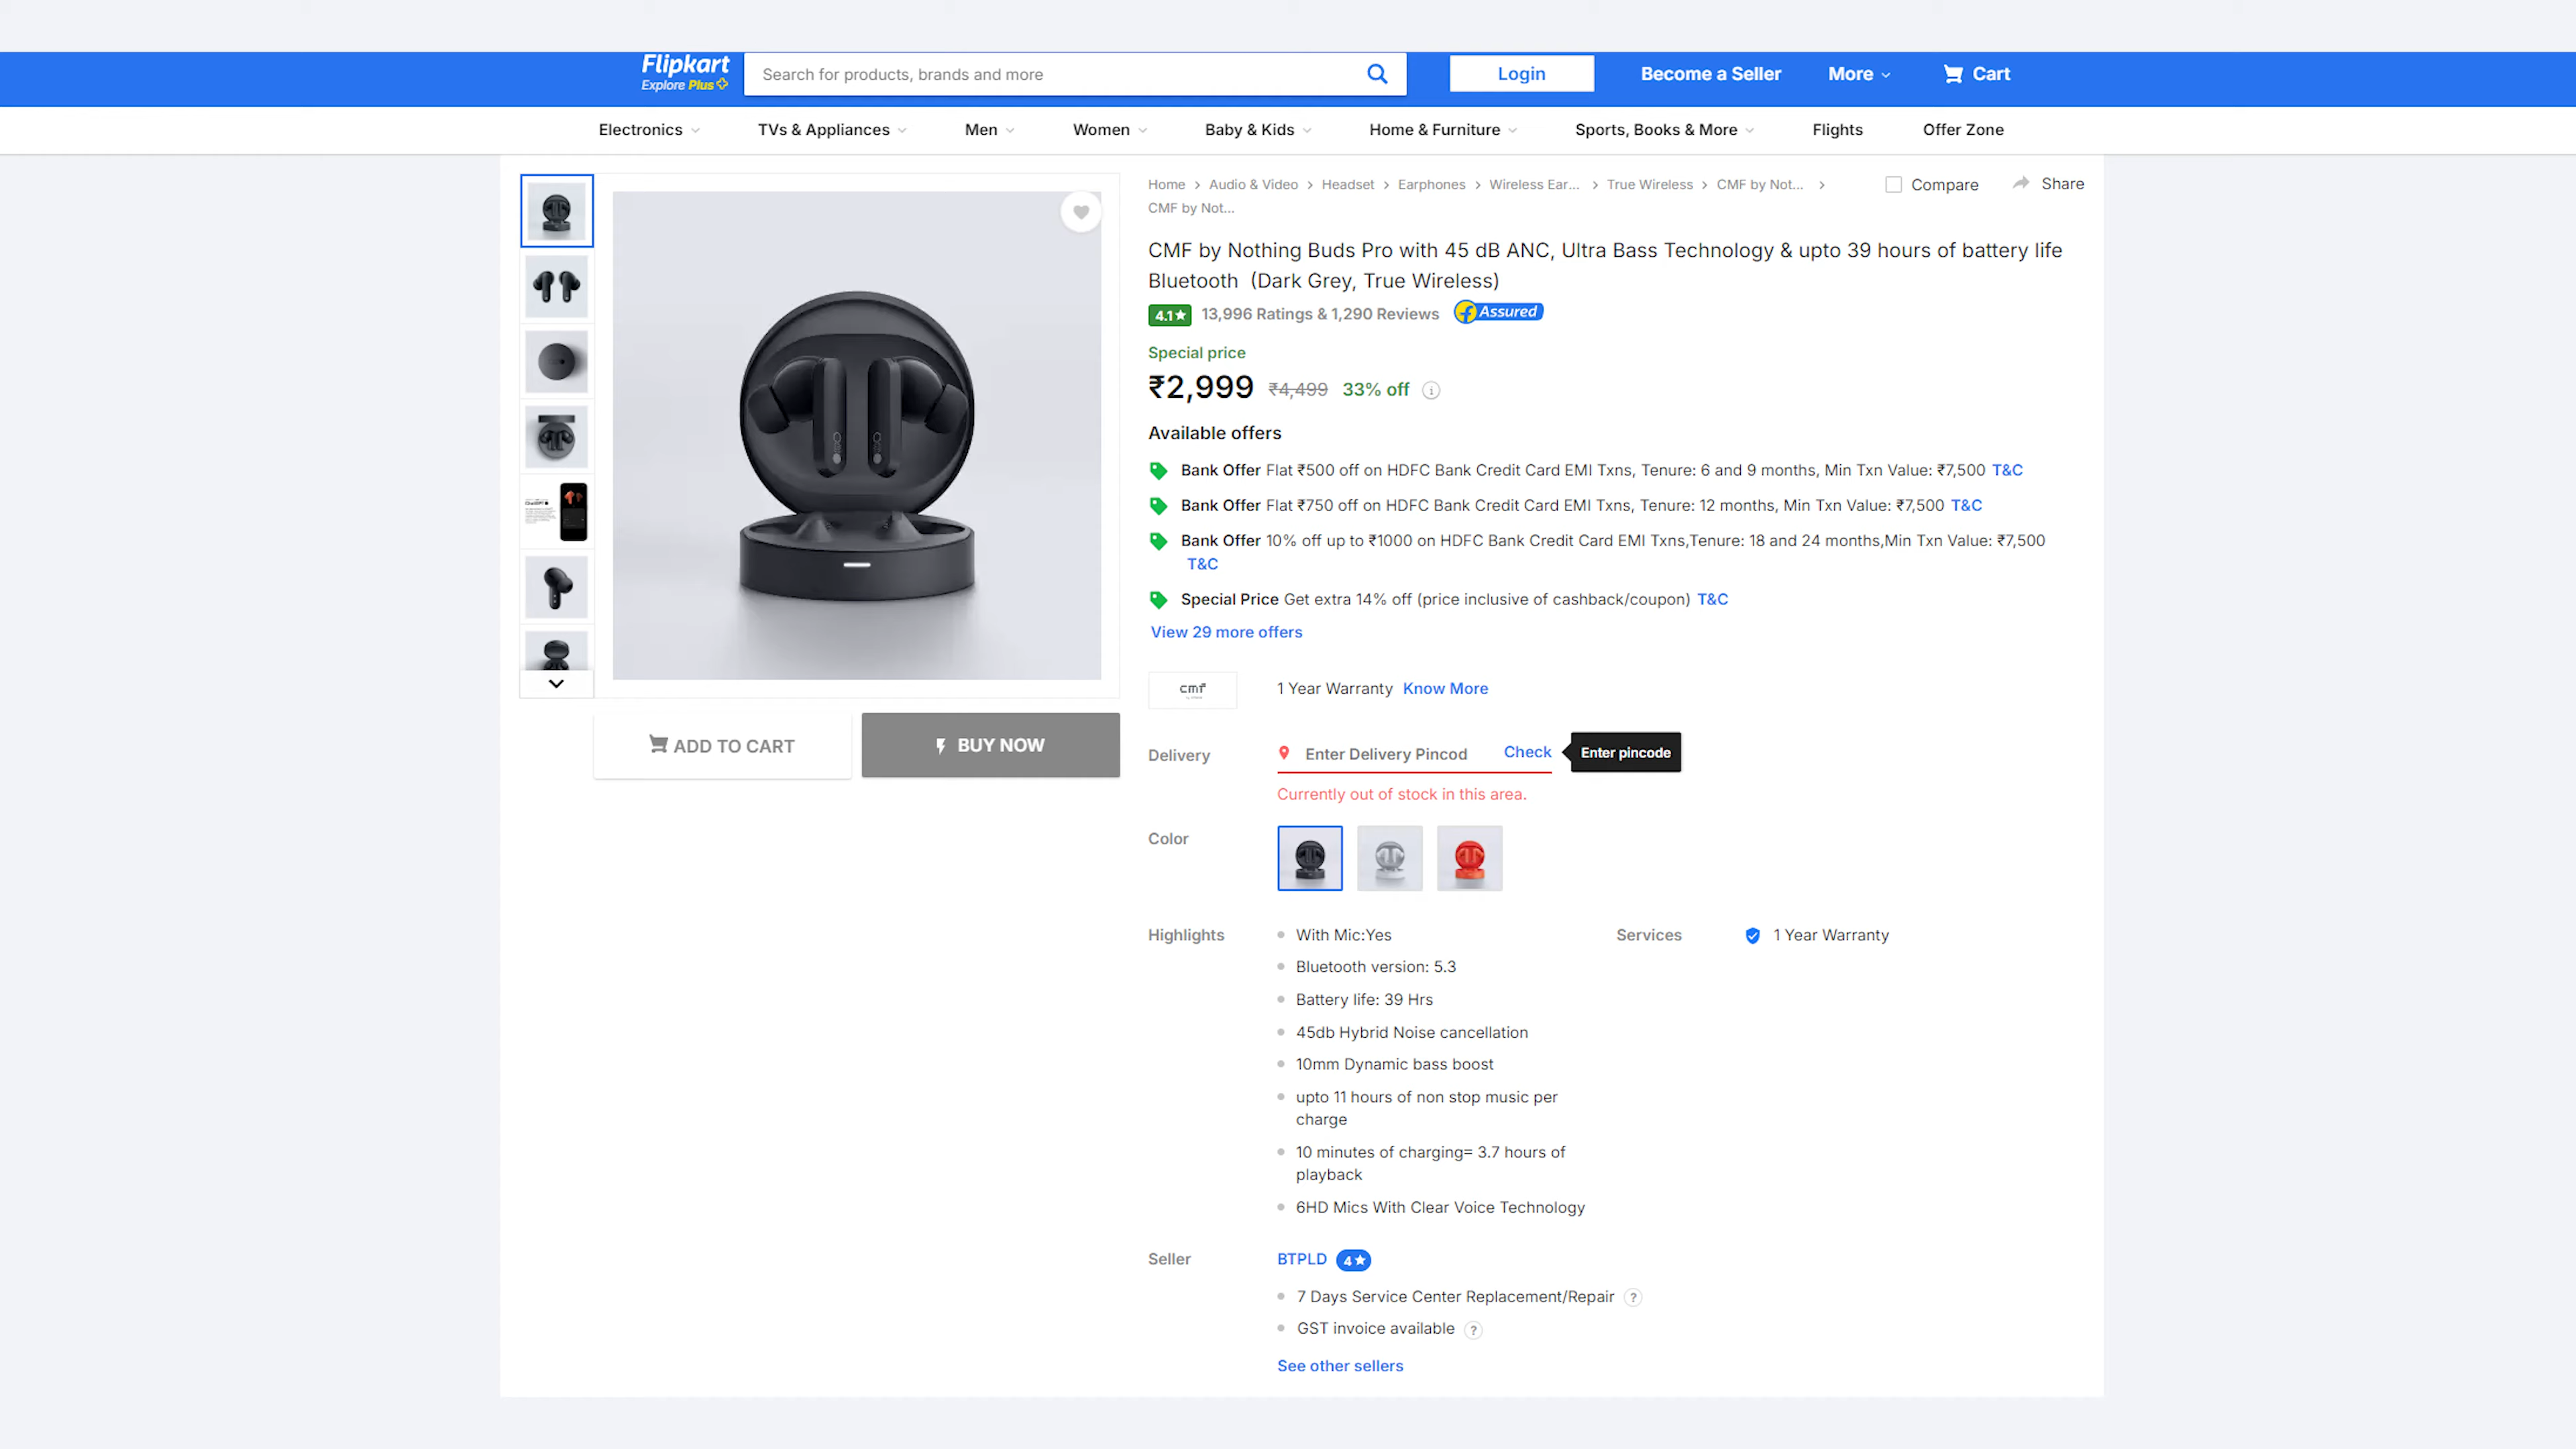 Flipkart
Explore Plus
Search for products, brands and more
Login
Become a Seller
More
Cart
Electronics
TVs & Appliances
Men
Women
Baby & Kids
Home & Furniture
Sports, Books & More
Flights
Offer Zone
Home
Audio & Video
Headset
Earphones
Wireless Ear...
True Wireless
CMF by Not...
CMF by Not...
Compare
Share
CMF by Nothing Buds Pro with 45 dB ANC, Ultra Bass Technology & upto 39 hours of battery life
Bluetooth (Dark Grey, True Wireless)
4.1★ 13,996 Ratings & 1,290 Reviews
Assured
Special price
₹2,999 ₹4,499 33% off
Available offers
Bank Offer Flat ₹500 off on HDFC Bank Credit Card EMI Txns, Tenure: 6 and 9 months, Min Txn Value: ₹7,500 T&C
Bank Offer Flat ₹750 off on HDFC Bank Credit Card EMI Txns, Tenure: 12 months, Min Txn Value: ₹7,500 T&C
Bank Offer 10% off up to ₹1000 on HDFC Bank Credit Card EMI Txns,Tenure: 18 and 24 months,Min Txn Value: ₹7,500
T&C
Special Price Get extra 14% off (price inclusive of cashback/coupon) T&C
View 29 more offers
cmf
1 Year Warranty Know More
ADD TO CART
BUY NOW
Delivery
Enter Delivery Pincod
Check
Enter pincode
Currently out of stock in this area.
Color
Highlights
With Mic:Yes
Bluetooth version: 5.3
Battery life: 39 Hrs
45db Hybrid Noise cancellation
10mm Dynamic bass boost
upto 11 hours of non stop music per
charge
10 minutes of charging= 3.7 hours of
playback
6HD Mics With Clear Voice Technology
Services
1 Year Warranty
Seller
BTPLD 4★
7 Days Service Center Replacement/Repair ?
GST invoice available ?
See other sellers